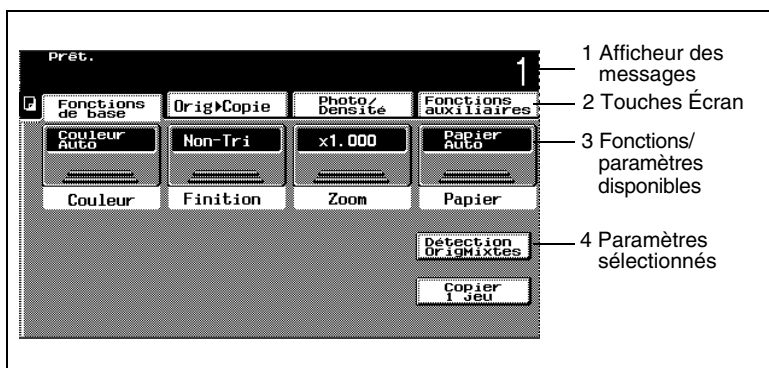 Prêt.
1
Fonctions
de base
Orig▸Copie
Photo/
Densité
Fonctions
auxiliaires
Couleur
Auto
Non-Tri
×1.000
Papier
Auto
Couleur
Finition
Zoom
Papier
Détection
OrigMixtes
Copier
1 jeu
1 Afficheur des
messages
2 Touches Écran
3 Fonctions/
paramètres
disponibles
4 Paramètres
sélectionnés